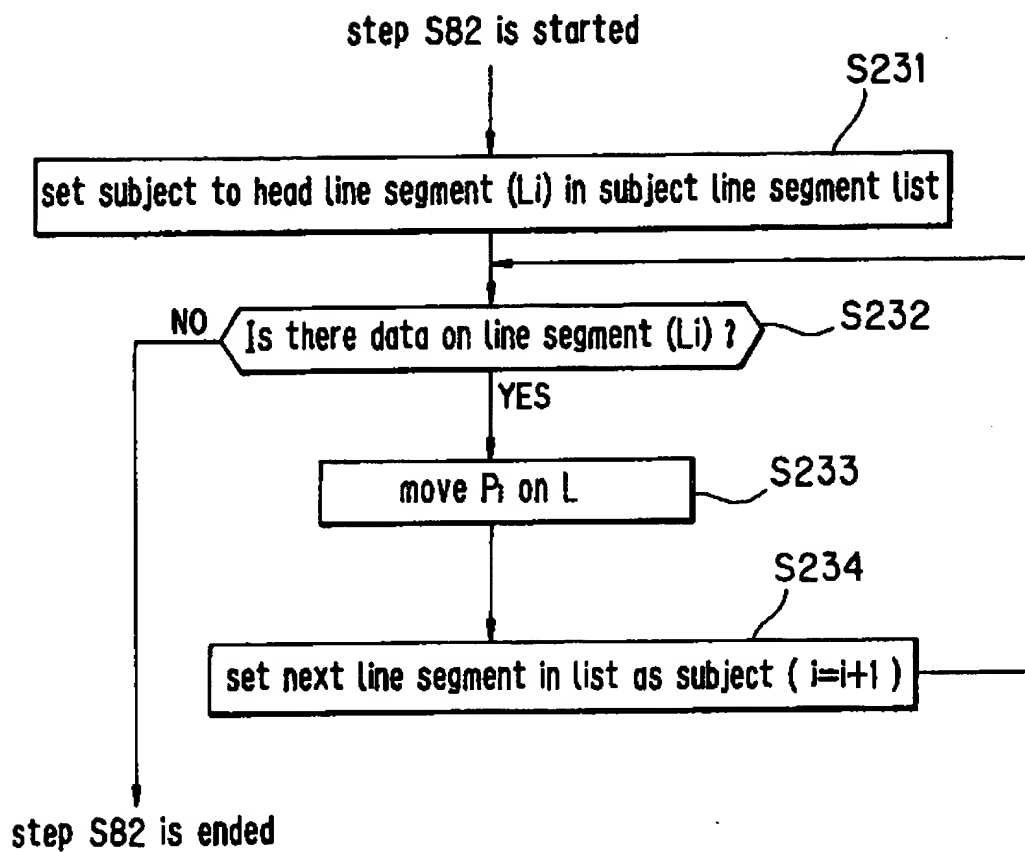 step S82 is started
S231
set subject to head line segment (Li) in subject line segment list
NO
Is there data on line segment (Li) ?
S232
YES
move Pi on L
S233
S234
set next line segment in list as subject ( i=i+1 )
step S82 is ended